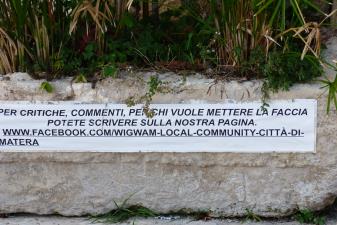 PER CRITICHE, COMMENTI, PER CHI VUOLE METTERE LA FACCIA
POTETE SCRIVERE SULLA NOSTRA PAGINA.
WWW.FACEBOOK.COM/WIGWAM-LOCAL-COMMUNITY-CITTÀ-DI-
MATERA